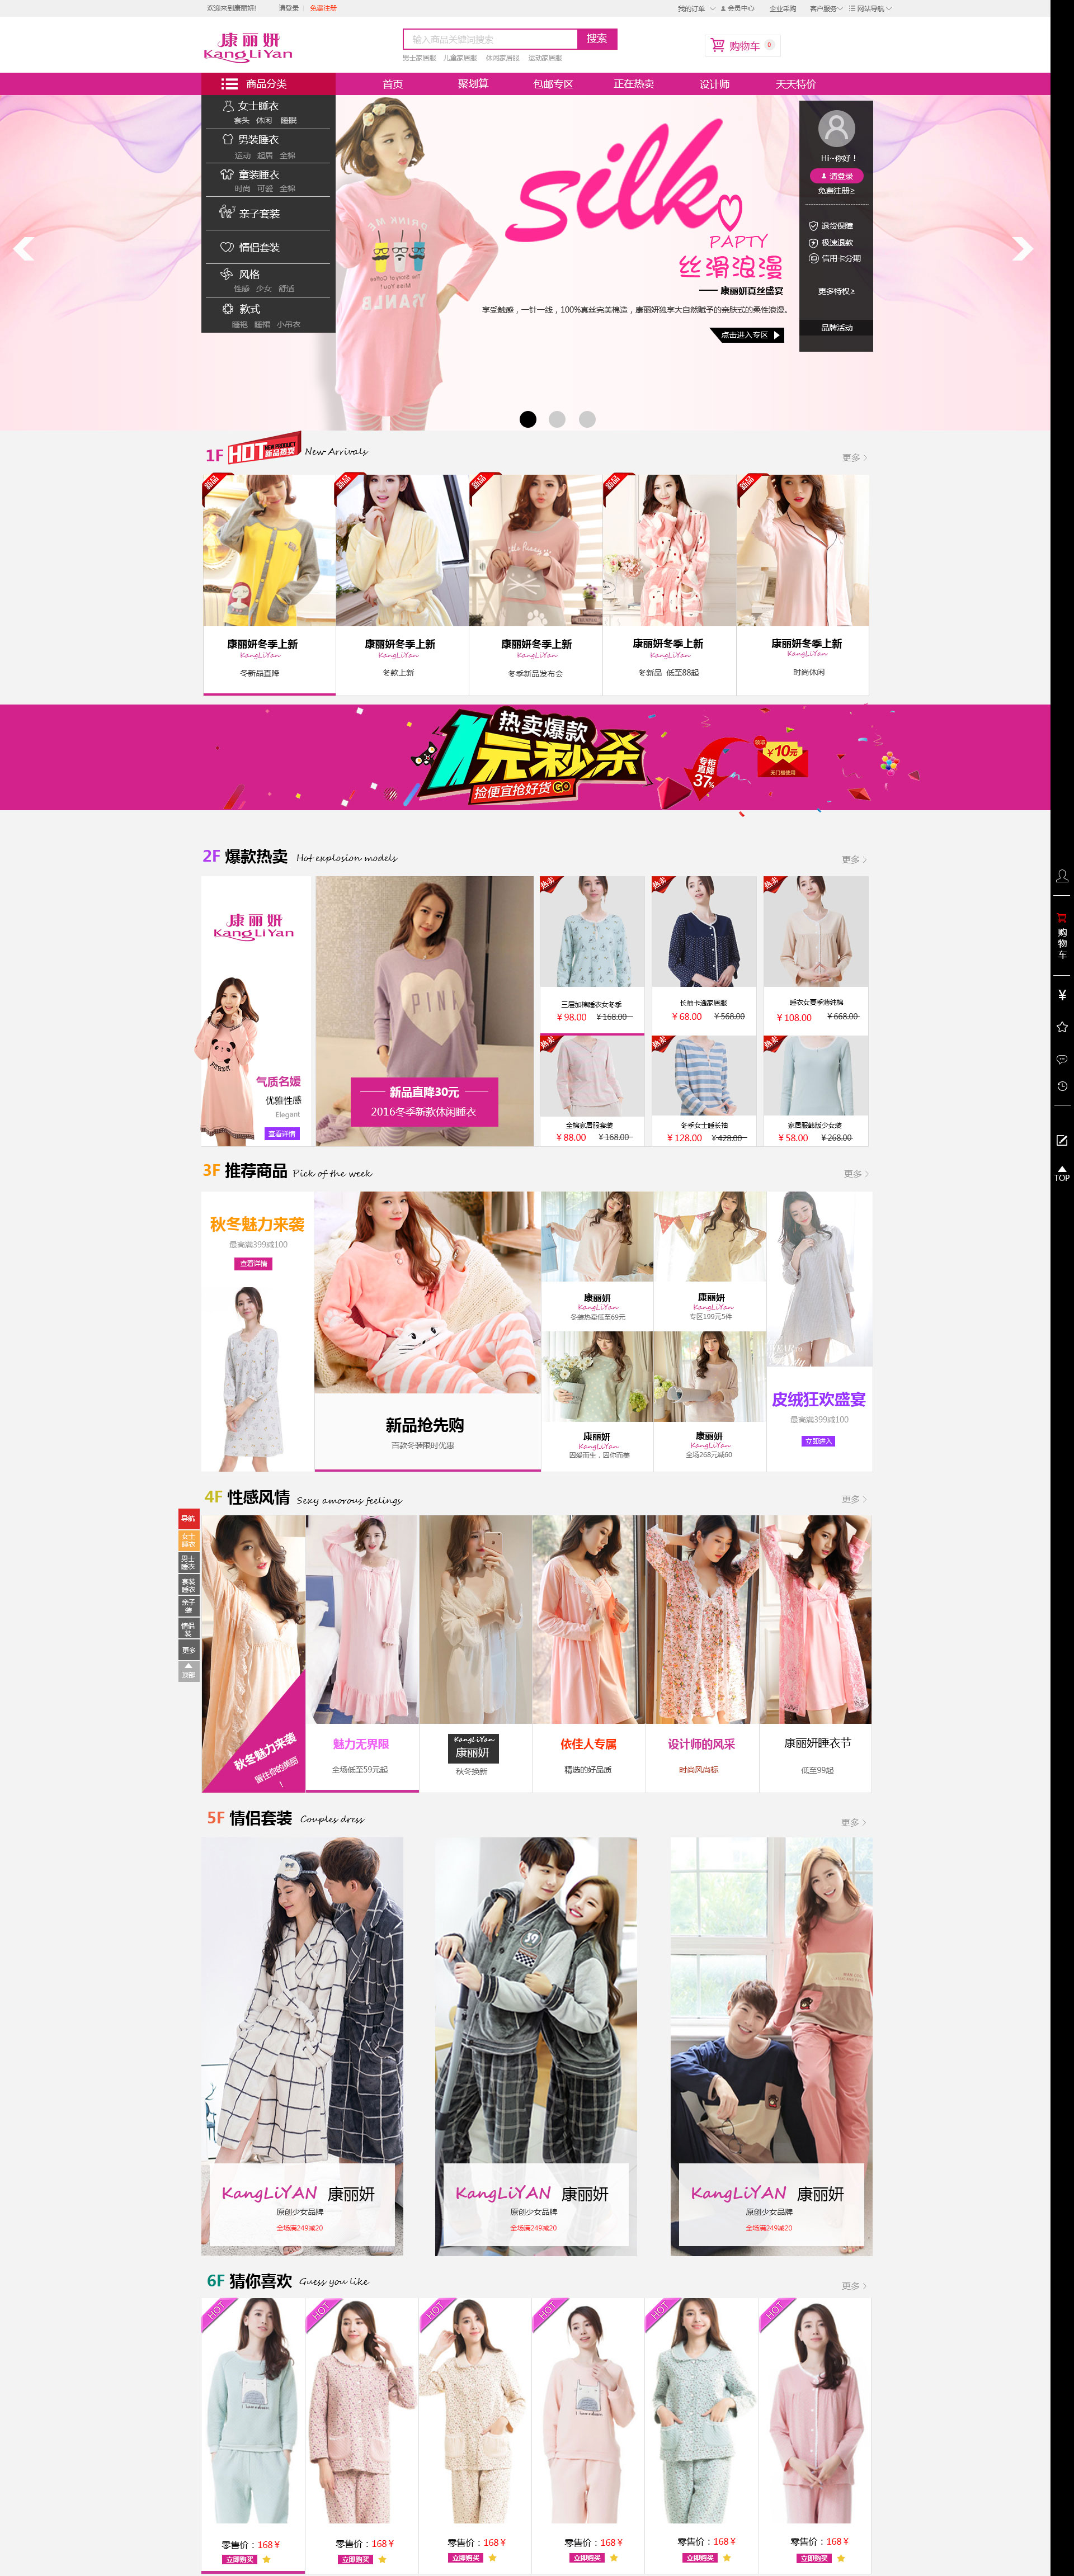 欢迎来到康丽妍!
请登录
免费注册
我的订单
会员中心
企业采购
客户服务
网站导航
康丽妍
KangLiYan
输入商品关键词搜索
搜索
男士家居服 儿童家居服 休闲家居服 运动家居服
购物车 0
商品分类
首页
聚划算
包邮专区
正在热卖
设计师
天天特价
女士睡衣
套头 休闲 睡眠
男装睡衣
运动 起居 全棉
童装睡衣
时尚 可爱 全棉
亲子套装
情侣套装
风格
性感 少女 舒适
款式
睡袍 睡裙 小吊衣
silk
PAPTY
丝滑浪漫
康丽妍真丝盛宴
享受触感,一针一线,100%真丝完美棉造,康丽妍独享大自然赋予的亲肤式的柔性浪漫。
点击进入专区
Hi~你好!
请登录
免费注册≥
退货保障
极速退款
信用卡分期
更多特权≥
品牌活动
1F
HOT
NEW PRODUCT
新品热卖
New Arrivals
更多
新品
新品
新品
新品
新品
康丽妍冬季上新
KangLiYan
冬新品直降
康丽妍冬季上新
KangLiYan
冬款上新
康丽妍冬季上新
KangLiYan
冬季新品发布会
康丽妍冬季上新
KangLiYan
冬新品 低至88起
康丽妍冬季上新
KangLiYan
时尚休闲
热卖爆款
1元秒杀
捡便宜抢好货GO
专柜直降37%
¥10元
无门槛使用
2F 爆款热卖 Hot explosion models
更多
康丽妍
KangLiYan
气质名媛
优雅性感
Elegant
查看详情
PINK
新品直降30元
2016冬季新款休闲睡衣
热卖
热卖
热卖
三层加棉睡衣女冬季
¥98.00 ¥168.00
长袖卡通家居服
¥68.00 ¥568.00
睡衣女夏季薄纯棉
¥108.00 ¥668.00
热卖
热卖
热卖
全棉家居服套装
¥88.00 ¥168.00
冬季女士睡长袖
¥128.00 ¥428.00
家居服韩版少女装
¥58.00 ¥268.00
购物车
¥
TOP
3F 推荐商品 Pick of the week
更多
秋冬魅力来袭
最高满399减100
查看详情
新品抢先购
百款冬装限时优惠
康丽妍
KangLiYan
冬装热卖低至69元
康丽妍
KangLiYan
专区199元5件
康丽妍
KangLiYan
因爱而生,因你而美
康丽妍
KangLiYan
全场268元减60
皮绒狂欢盛宴
最高满399减100
立即进入
4F 性感风情 Sexy amorous feelings
更多
导航
女士睡衣
男士睡衣
套装睡衣
亲子装
情侣装
更多
顶部
秋冬魅力来袭
留住你的美丽!
魅力无界限
全场低至59元起
KangLiYan
康丽妍
秋冬换新
依佳人专属
精选的好品质
设计师的风采
时尚风尚标
康丽妍睡衣节
低至99起
5F 情侣套装 Couples dress
更多
KangLiYAN 康丽妍
原创少女品牌
全场满249减20
KangLiYAN 康丽妍
原创少女品牌
全场满249减20
KangLiYAN 康丽妍
原创少女品牌
全场满249减20
6F 猜你喜欢 Guess you like
更多
HOT
HOT
HOT
HOT
HOT
HOT
零售价:168¥
立即购买
零售价:168¥
立即购买
零售价:168¥
立即购买
零售价:168¥
立即购买
零售价:168¥
立即购买
零售价:168¥
立即购买